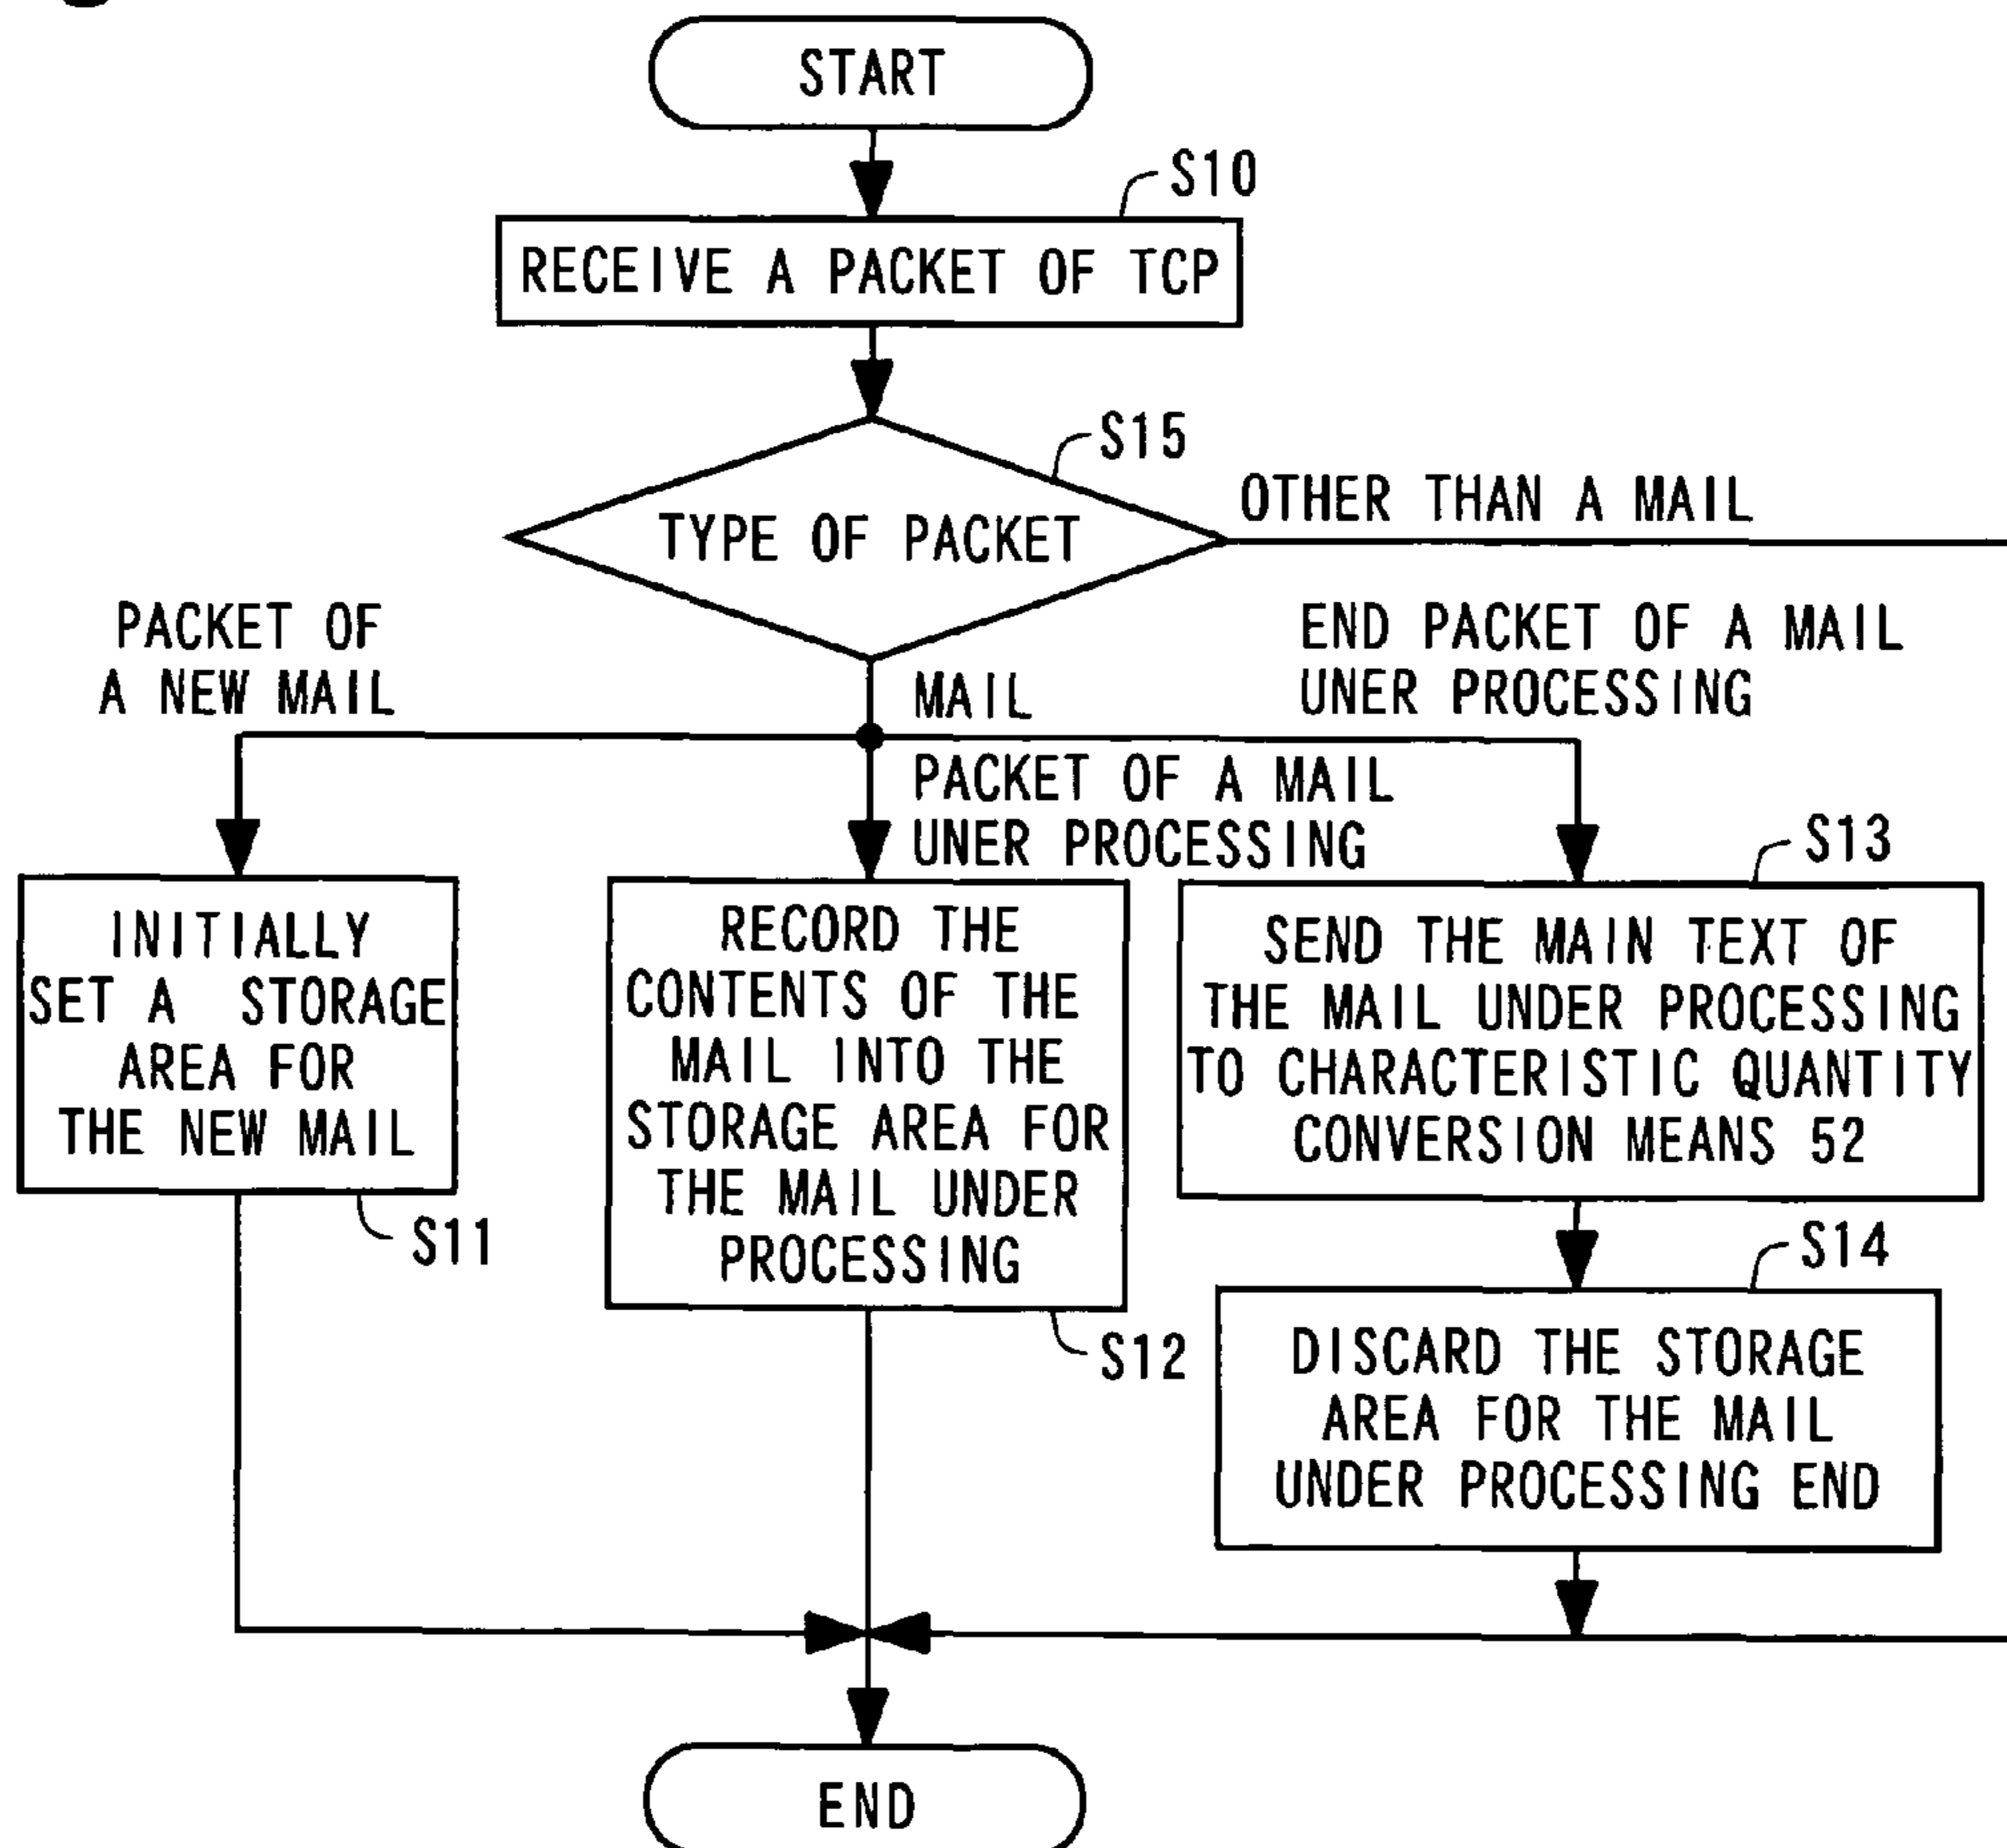 START
S10
RECEIVE A PACKET OF TCP
S15
TYPE OF PACKET
OTHER THAN A MAIL
PACKET OF
A NEW MAIL
MAIL
END PACKET OF A MAIL
UNER PROCESSING
PACKET OF A MAIL
UNER PROCESSING
S13
INITIALLY
SET A STORAGE
AREA FOR
THE NEW MAIL
S11
RECORD THE
CONTENTS OF THE
MAIL INTO THE
STORAGE AREA FOR
THE MAIL UNDER
PROCESSING
S12
SEND THE MAIN TEXT OF
THE MAIL UNDER PROCESSING
TO CHARACTERISTIC QUANTITY
CONVERSION MEANS 52
S14
DISCARD THE STORAGE
AREA FOR THE MAIL
UNDER PROCESSING END
END